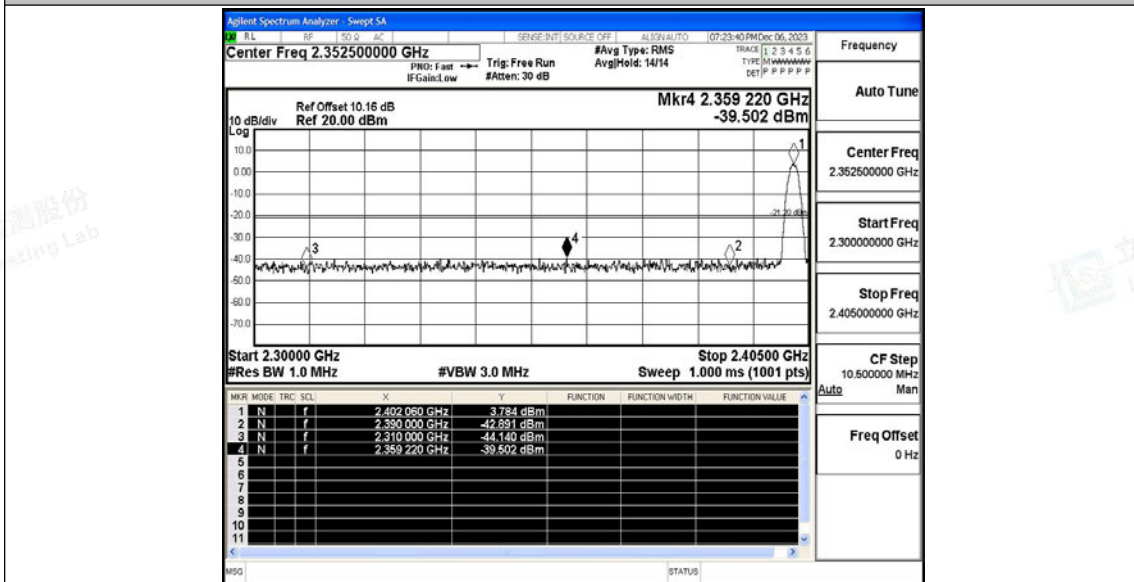 Agilent Spectrum Analyzer - Swept SA
RL RF 50 Ω AC SENSE:INT SOURCE OFF ALIGN AUTO 07:23:40 PM Dec 06, 2023
Center Freq 2.352500000 GHz
PNO: Fast
IFGain:Low
Trig: Free Run
#Atten: 30 dB
#Avg Type: RMS
Avg|Hold: 14/14
TRACE 1 2 3 4 5 6
TYPE M W W W W W
DET P P P P P P
Frequency
Mkr4 2.359 220 GHz
-39.502 dBm
Ref Offset 10.16 dB
10 dB/div Ref 20.00 dBm
Log
10.0
0.00
-10.0
-20.0
-30.0
-40.0
-50.0
-60.0
-70.0
1
-21.20 dBm
3
4
2
Start 2.30000 GHz Stop 2.40500 GHz
#Res BW 1.0 MHz #VBW 3.0 MHz Sweep 1.000 ms (1001 pts)
MKR MODE TRC SCL X Y FUNCTION FUNCTION WIDTH FUNCTION VALUE
1 N f 2.402 060 GHz 3.784 dBm
2 N f 2.390 000 GHz -42.891 dBm
3 N f 2.310 000 GHz -44.140 dBm
4 N f 2.359 220 GHz -39.502 dBm
5
6
7
8
9
10
11
MSG STATUS
Auto Tune
Center Freq
2.352500000 GHz
Start Freq
2.300000000 GHz
Stop Freq
2.405000000 GHz
CF Step
10.500000 MHz
Auto Man
Freq Offset
0 Hz
测股份
Lab
立